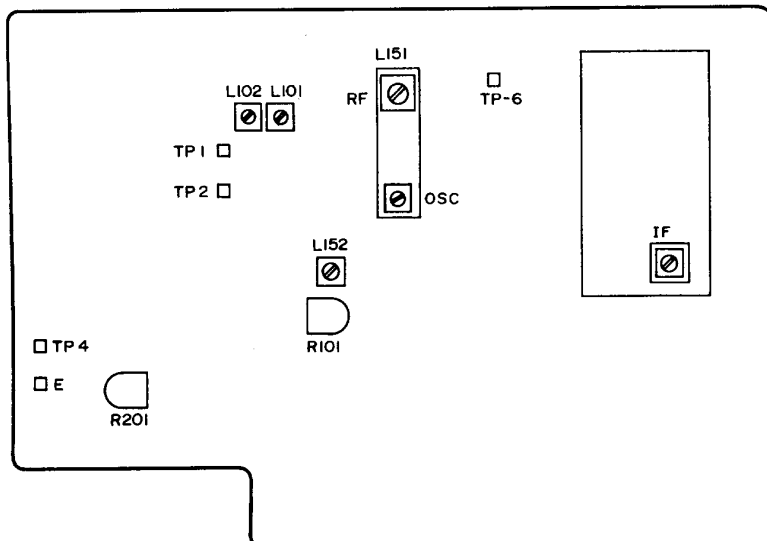 L151
L102 L101
RF
TP-6
TP1
TP2
OSC
L152
IF
R101
TP4
E
R201